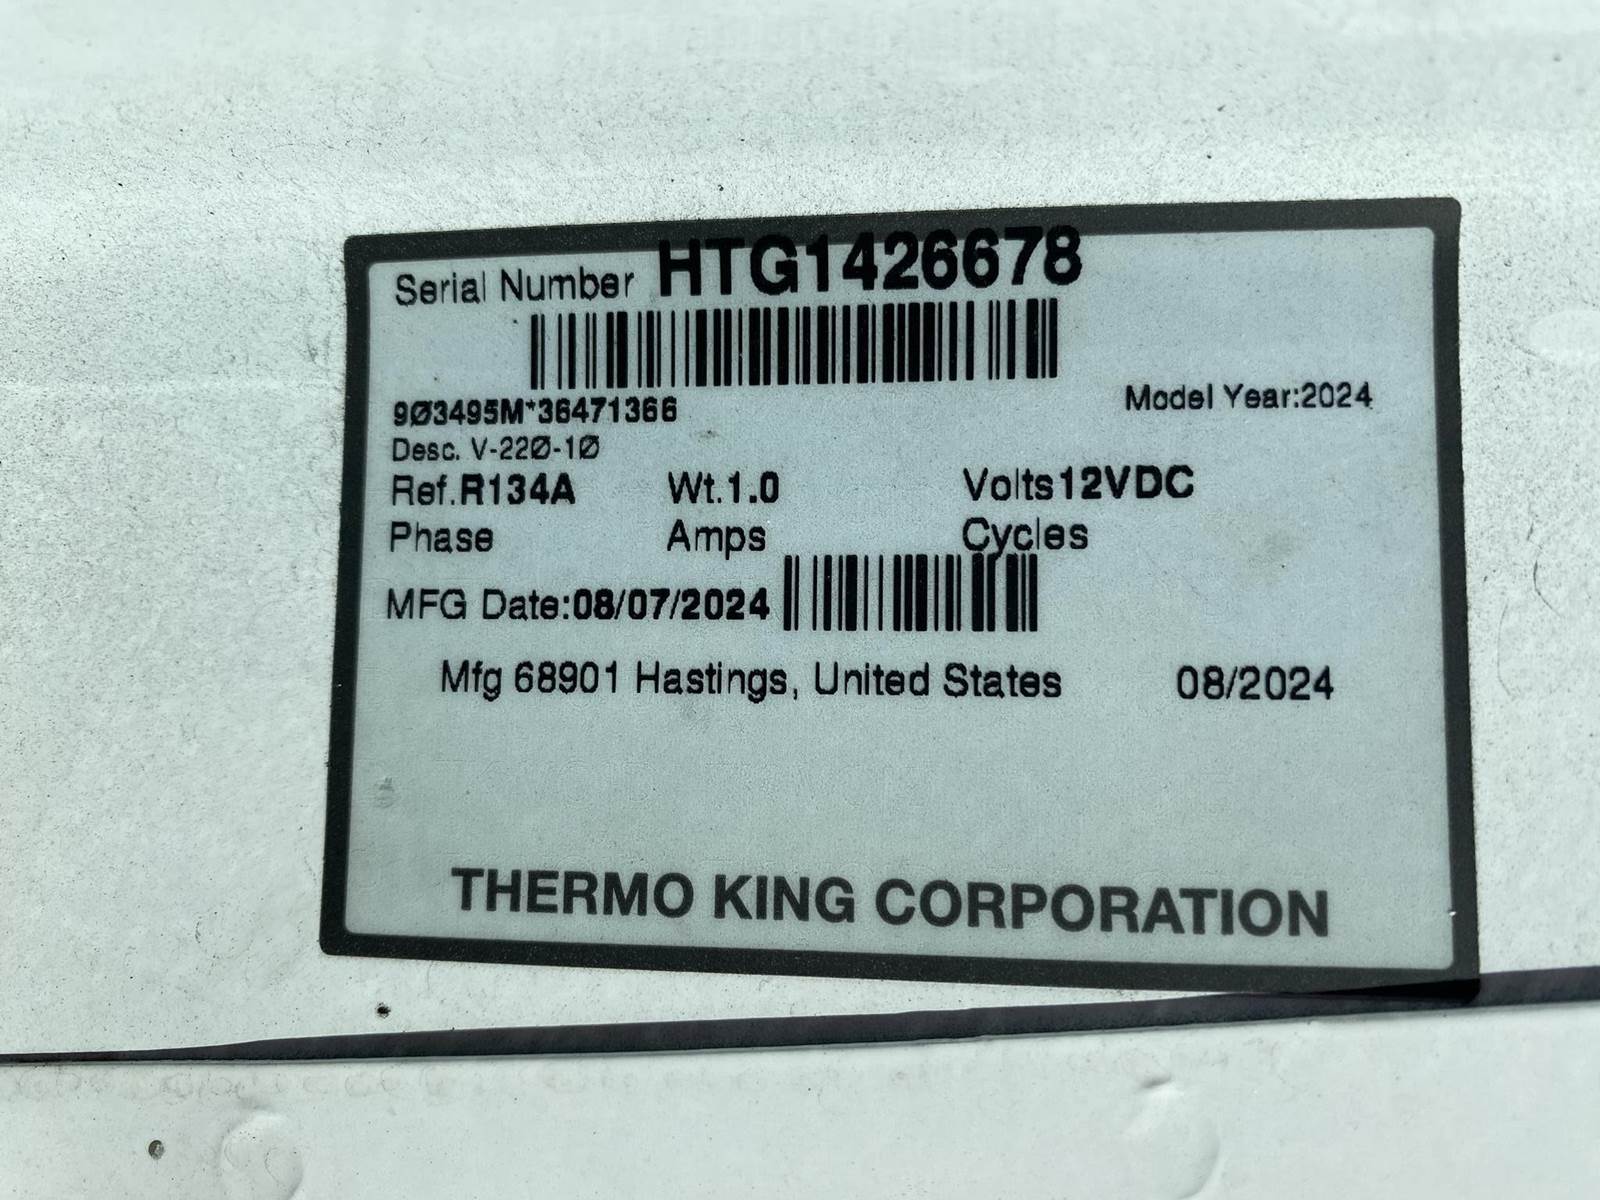 Serial Number HTG1426678
9Ø3495M*36471366
Model Year:2024
Desc. V-22Ø-1Ø
Ref.R134A Wt.1.0 Volts12VDC
Phase Amps Cycles
MFG Date:08/07/2024
Mfg 68901 Hastings, United States 08/2024
THERMO KING CORPORATION